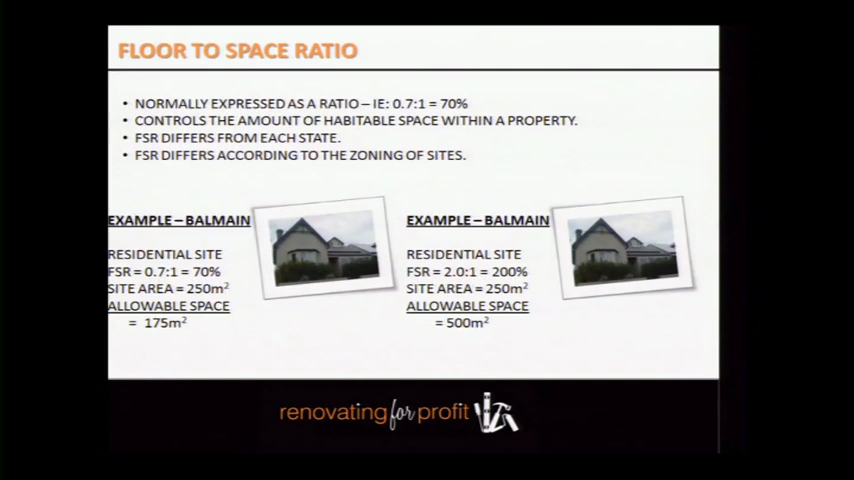 FLOOR TO SPACE RATIO
• NORMALLY EXPRESSED AS A RATIO – IE: 0.7:1 = 70%
• CONTROLS THE AMOUNT OF HABITABLE SPACE WITHIN A PROPERTY.
• FSR DIFFERS FROM EACH STATE.
• FSR DIFFERS ACCORDING TO THE ZONING OF SITES.
EXAMPLE – BALMAIN
RESIDENTIAL SITE
FSR = 0.7:1 = 70%
SITE AREA = 250m²
ALLOWABLE SPACE
= 175m²
EXAMPLE – BALMAIN
RESIDENTIAL SITE
FSR = 2.0:1 = 200%
SITE AREA = 250m²
ALLOWABLE SPACE
= 500m²
renovating for profit